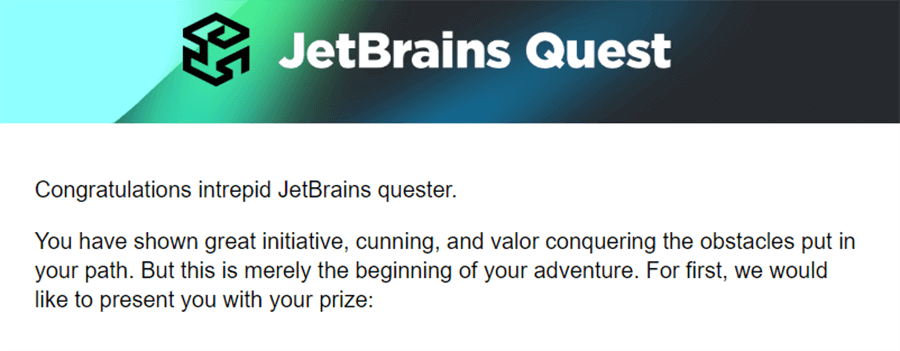 JetBrains Quest
Congratulations intrepid JetBrains quester.
You have shown great initiative, cunning, and valor conquering the obstacles put in
your path. But this is merely the beginning of your adventure. For first, we would
like to present you with your prize: